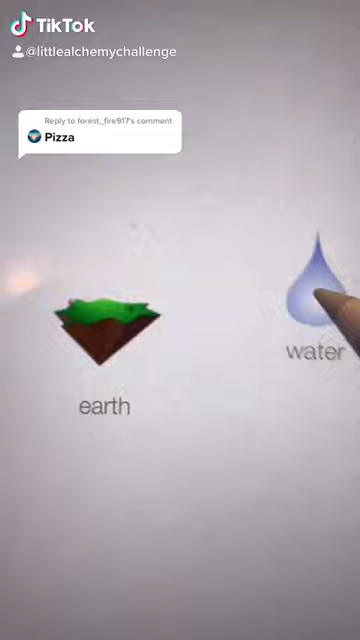 TikTok
@littlealchemychallenge
Reply to forest_fire917's comment
Pizza
water
earth